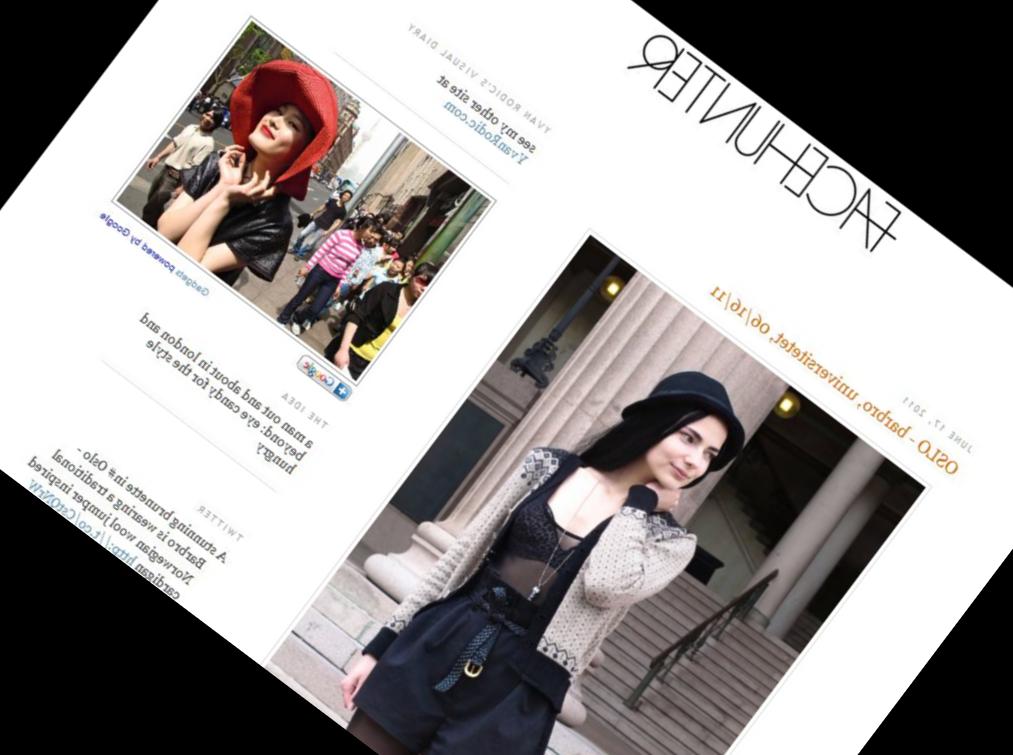 FACEHUNTER
JUNE 17, 2011
OSLO - barbro, universitetet, 06/16/11
YVAN RODIC'S VISUAL DIARY
see my other site at
YvanRodic.com
Gadgets powered by Google
+ Google
THE IDEA
a man out and about in london and
beyond: eye candy for the style
hungry
TWITTER
A stunning brunette in #Oslo -
Barbro is wearing a traditional
Norwegian wool jumper inspired
cardigan http://t.co/C5tONrW